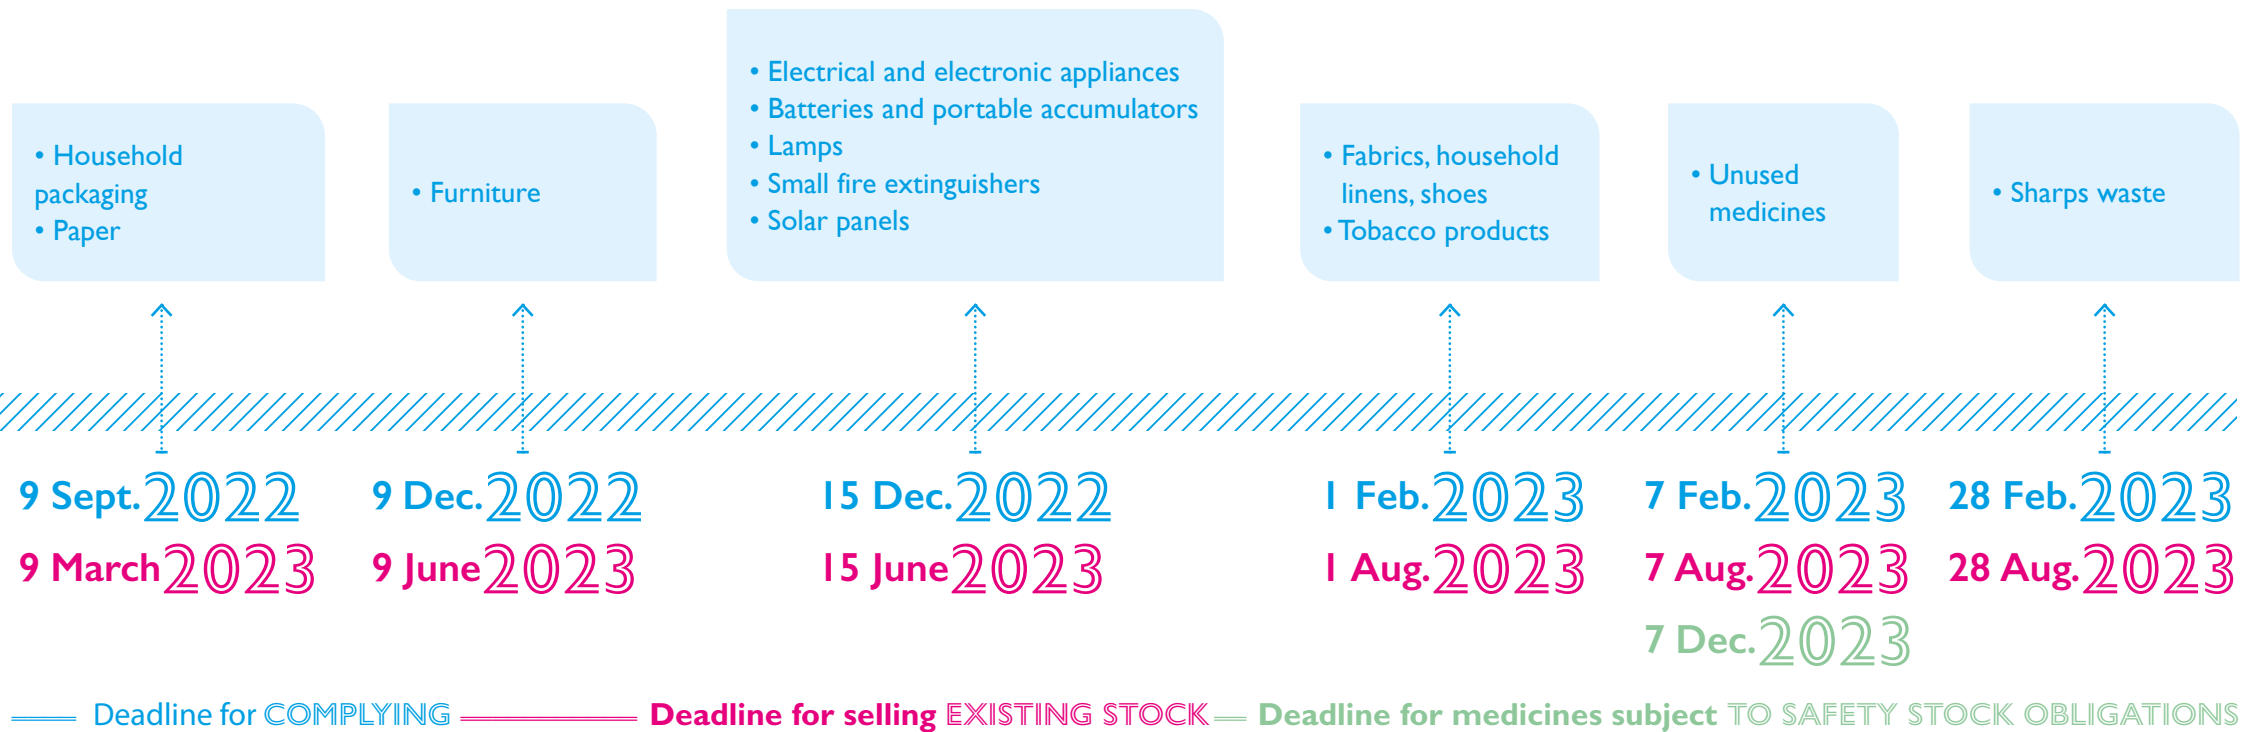 • Household
packaging
• Paper
• Furniture
• Electrical and electronic appliances
• Batteries and portable accumulators
• Lamps
• Small fire extinguishers
• Solar panels
• Fabrics, household
linens, shoes
• Tobacco products
• Unused
medicines
• Sharps waste
9 Sept. 2022
9 March 2023
9 Dec. 2022
9 June 2023
15 Dec. 2022
15 June 2023
1 Feb. 2023
1 Aug. 2023
7 Feb. 2023
7 Aug. 2023
7 Dec. 2023
28 Feb. 2023
28 Aug. 2023
Deadline for COMPLYING
Deadline for selling EXISTING STOCK
Deadline for medicines subject TO SAFETY STOCK OBLIGATIONS